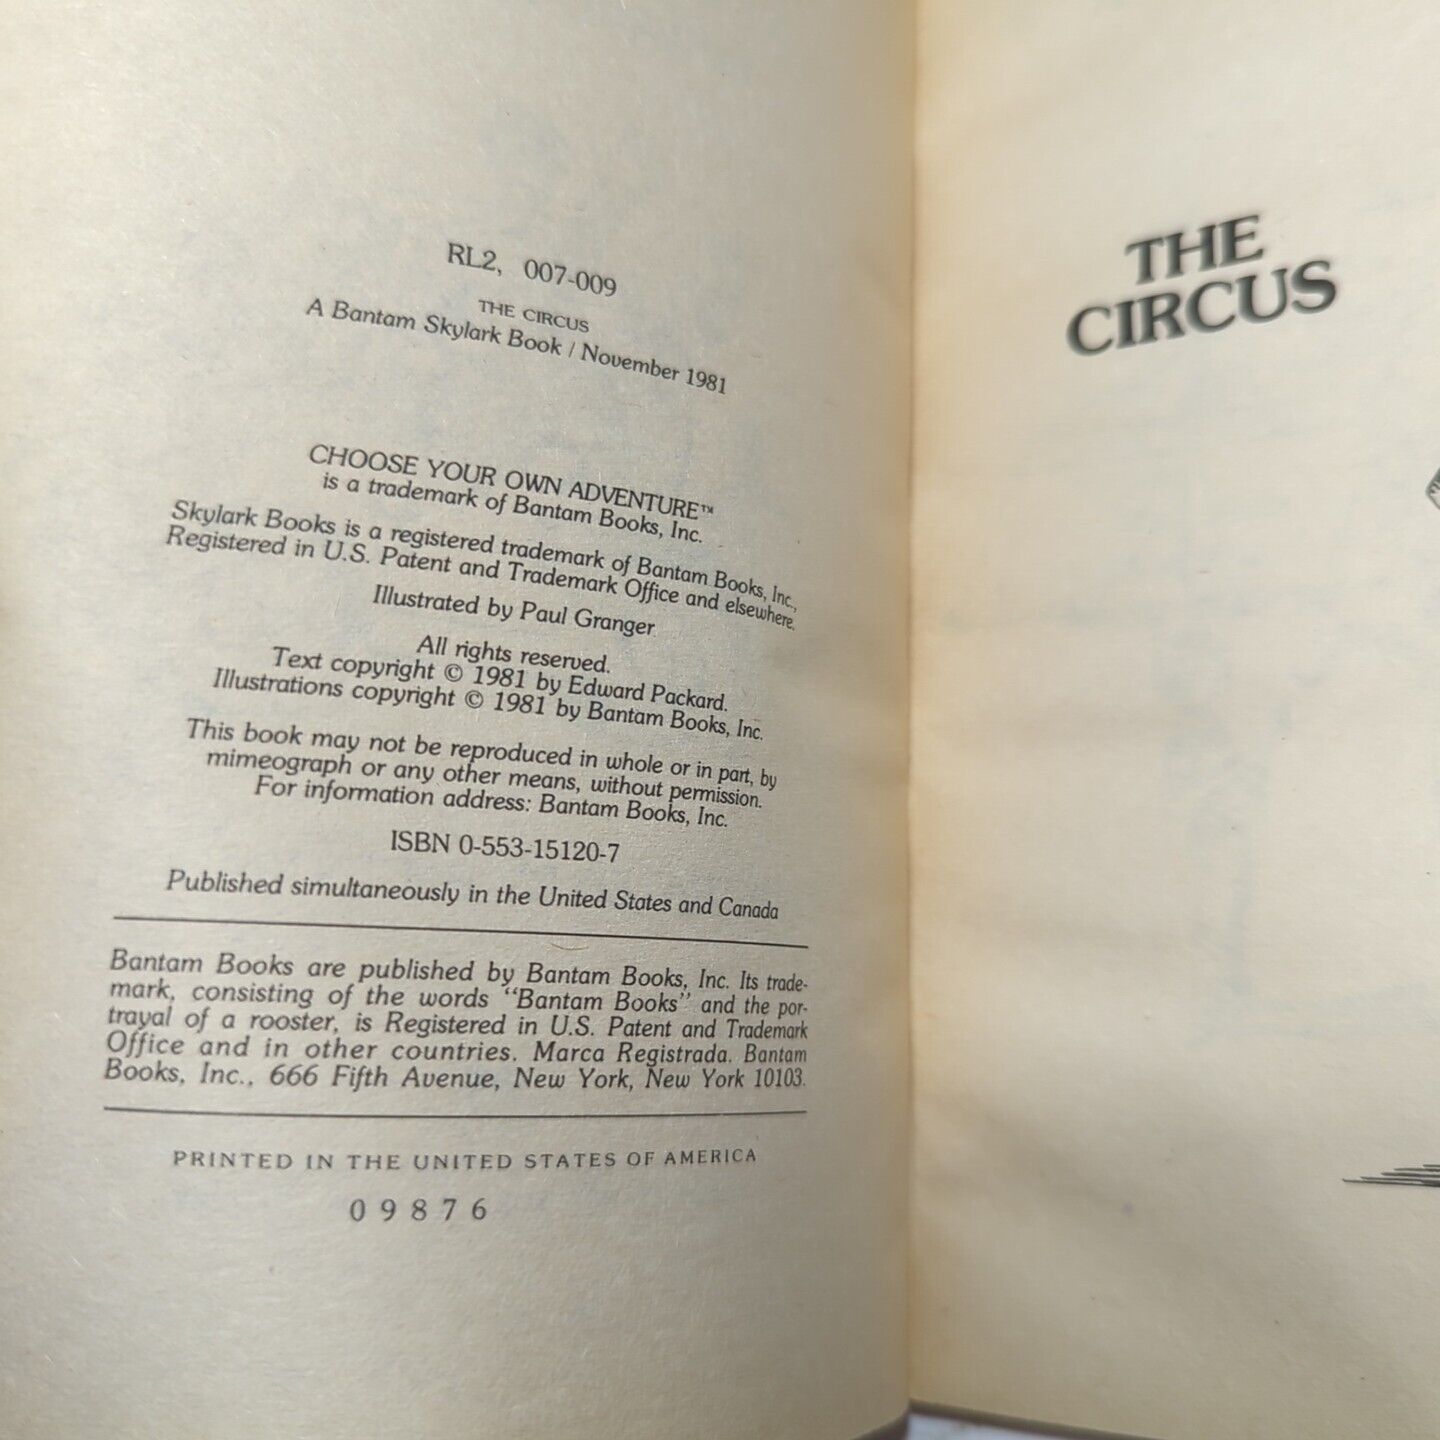 RL2, 007-009
THE CIRCUS
A Bantam Skylark Book / November 1981
CHOOSE YOUR OWN ADVENTURE™
is a trademark of Bantam Books, Inc.
Skylark Books is a registered trademark of Bantam Books, Inc.,
Registered in U.S. Patent and Trademark Office and elsewhere.
Illustrated by Paul Granger
All rights reserved.
Text copyright © 1981 by Edward Packard.
Illustrations copyright © 1981 by Bantam Books, Inc.
This book may not be reproduced in whole or in part, by
mimeograph or any other means, without permission.
For information address: Bantam Books, Inc.
ISBN 0-553-15120-7
Published simultaneously in the United States and Canada
Bantam Books are published by Bantam Books, Inc. Its trade-
mark, consisting of the words "Bantam Books" and the por-
trayal of a rooster, is Registered in U.S. Patent and Trademark
Office and in other countries. Marca Registrada. Bantam
Books, Inc., 666 Fifth Avenue, New York, New York 10103.
PRINTED IN THE UNITED STATES OF AMERICA
0 9 8 7 6
THE
CIRCUS